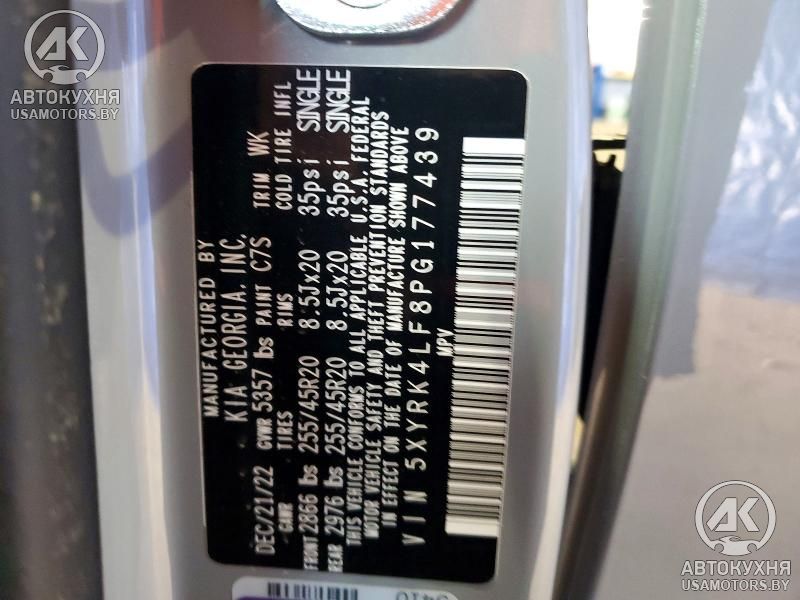 MANUFACTURED BY
KIA GEORGIA, INC.
DEC/21/22 GVWR 5357 lbs PAINT C7S TRIM WK
GAWR TIRES RIMS COLD TIRE INFL
FRONT 2866 lbs 255/45R20 8.5Jx20 35psi SINGLE
REAR 2976 lbs 255/45R20 8.5Jx20 35psi SINGLE
THIS VEHICLE CONFORMS TO ALL APPLICABLE U.S.A. FEDERAL
MOTOR VEHICLE SAFETY AND THEFT PREVENTION STANDARDS
IN EFFECT ON THE DATE OF MANUFACTURE SHOWN ABOVE
VIN 5XYRK4LF8PG177439
MPV
АК
АВТОКУХНЯ
USAMOTORS.BY
АК
АВТОКУХНЯ
USAMOTORS.BY